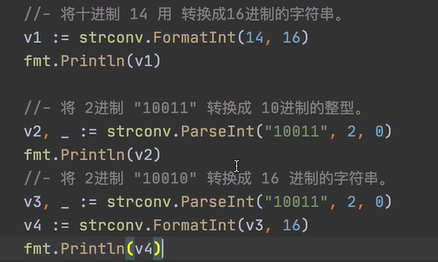 //- 将十进制 14 用 转换成16进制的字符串。
v1 := strconv.FormatInt(14, 16)
fmt.Println(v1)
//- 将 2进制 "10011" 转换成 10进制的整型。
v2, _ := strconv.ParseInt("10011", 2, 0)
fmt.Println(v2)
//- 将 2进制 "10010" 转换成 16 进制的字符串。
v3, _ := strconv.ParseInt("10011", 2, 0)
v4 := strconv.FormatInt(v3, 16)
fmt.Println(v4)